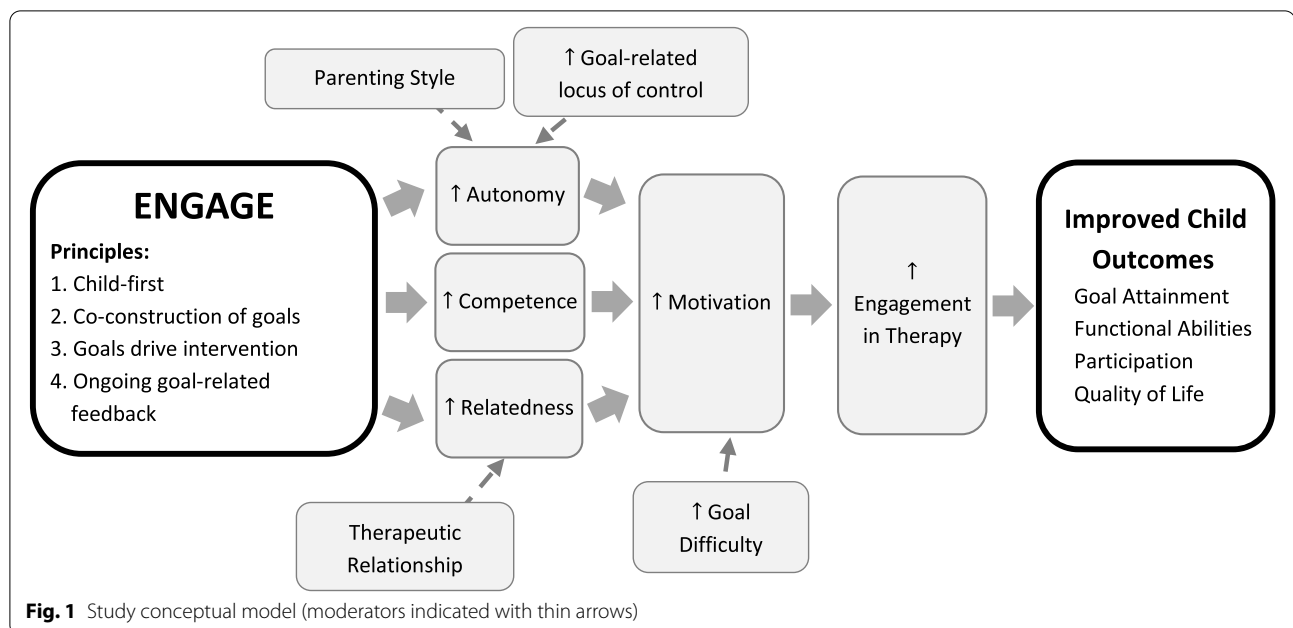 Parenting Style
↑ Goal-related
locus of control
ENGAGE
Principles:
1. Child-first
2. Co-construction of goals
3. Goals drive intervention
4. Ongoing goal-related
feedback
↑ Autonomy
↑ Competence
↑ Relatedness
↑ Motivation
↑
Engagement
in Therapy
Improved Child
Outcomes
Goal Attainment
Functional Abilities
Participation
Quality of Life
Therapeutic
Relationship
↑ Goal
Difficulty
Fig. 1 Study conceptual model (moderators indicated with thin arrows)